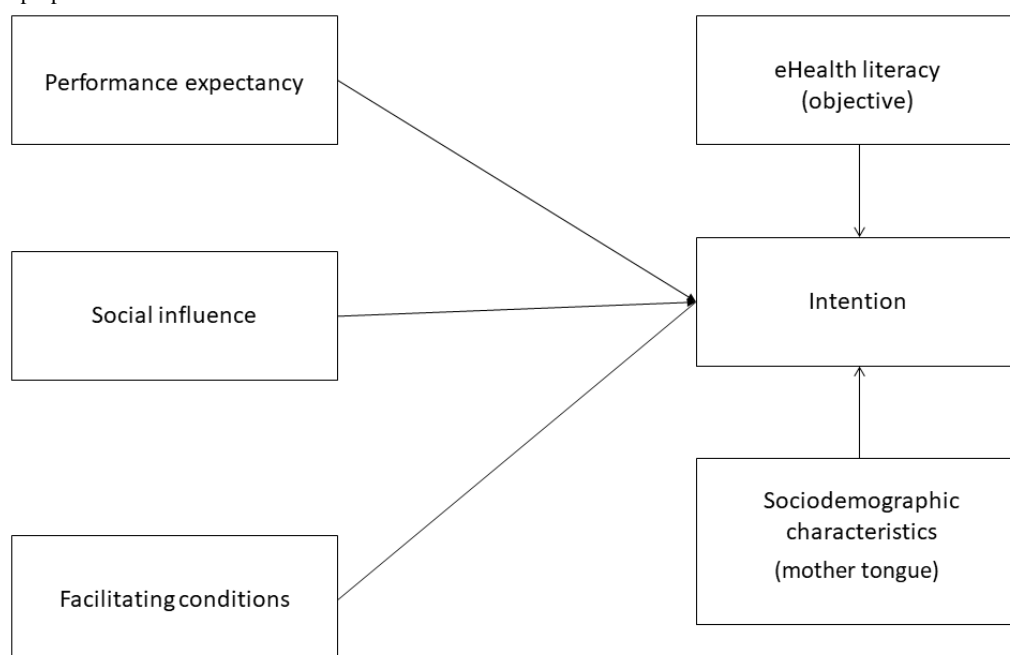 Performance expectancy
eHealth literacy
(objective)
Social influence
Intention
Sociodemographic
characteristics
(mother tongue)
Facilitating conditions